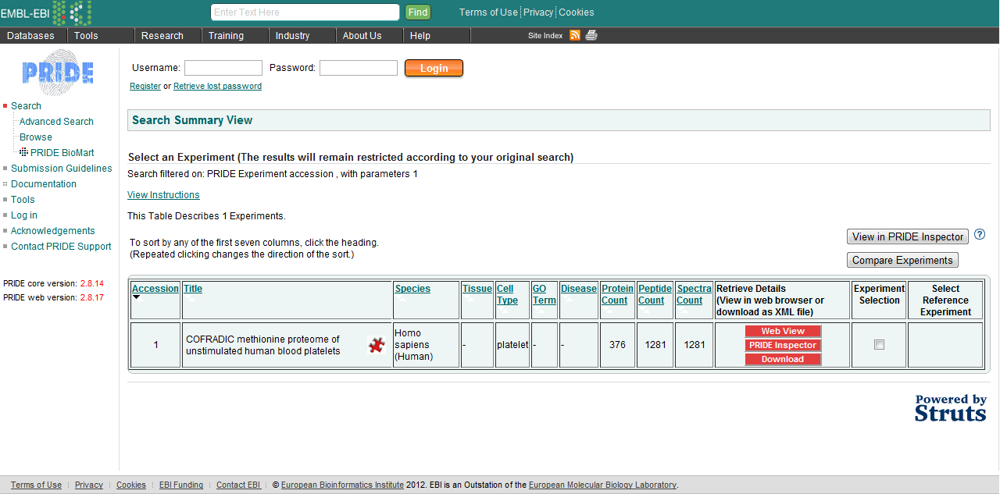 EMBL-EBI
Enter Text Here
Find
Terms of Use
Privacy
Cookies
Databases
Tools
Research
Training
Industry
About Us
Help
Site Index
PRIDE
Search
Advanced Search
Browse
PRIDE BioMart
Submission Guidelines
Documentation
Tools
Log in
Acknowledgements
Contact PRIDE Support
PRIDE core version: 2.8.14
PRIDE web version: 2.8.17
Username:
Password:
Login
Register or Retrieve lost password
Search Summary View
Select an Experiment (The results will remain restricted according to your original search)
Search filtered on: PRIDE Experiment accession , with parameters 1
View Instructions
This Table Describes 1 Experiments.
To sort by any of the first seven columns, click the heading.
(Repeated clicking changes the direction of the sort.)
View in PRIDE Inspector
?
Compare Experiments
Accession
Title
Species
Tissue
Cell
Type
GO
Term
Disease
Protein
Count
Peptide
Count
Spectra
Count
Retrieve Details
(View in web browser or
download as XML file)
Experiment
Selection
Select
Reference
Experiment
1
COFRADIC methionine proteome of
unstimulated human blood platelets
Homo
sapiens
(Human)
-
platelet
-
-
376
1281
1281
Web View
PRIDE Inspector
Download
Powered by
Struts
Terms of Use
Privacy
Cookies
EBI Funding
Contact EBI
© European Bioinformatics Institute 2012. EBI is an Outstation of the European Molecular Biology Laboratory.